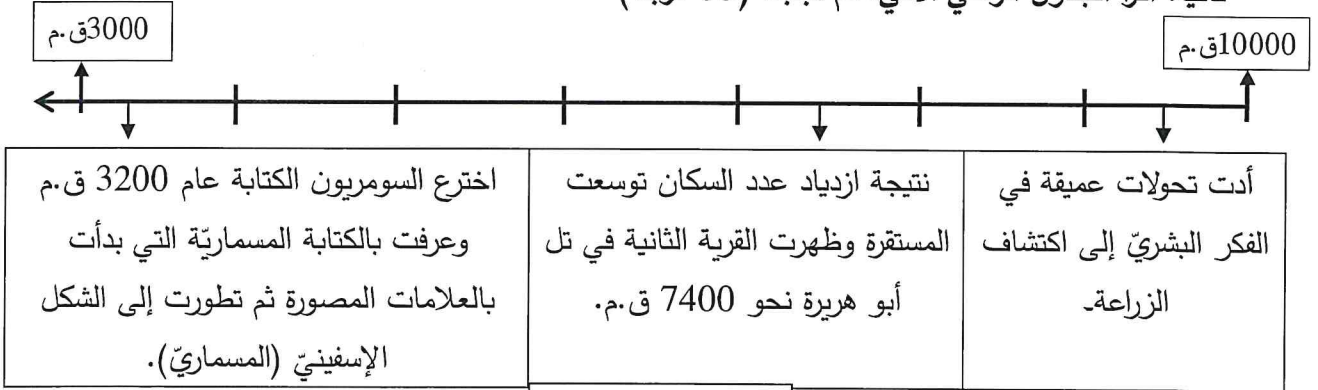 10000ق.م
3000ق.م
أدت تحولات عميقة في
الفكر البشريّ إلى اكتشاف
الزراعة.
نتيجة ازدياد عدد السكان توسعت
المستقرة وظهرت القرية الثانية في تل
أبو هريرة نحو 7400 ق.م.
اخترع السومريون الكتابة عام 3200 ق.م
وعرفت بالكتابة المسماريّة التي بدأت
بالعلامات المصورة ثم تطورت إلى الشكل
الإسفينيّ (المسماريّ).